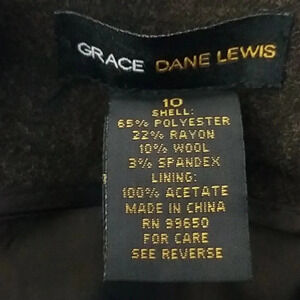 GRACE DANE LEWIS
10
SHELL:
65% POLYESTER
22% RAYON
10% WOOL
3% SPANDEX
LINING:
100% ACETATE
MADE IN CHINA
RN 99650
FOR CARE
SEE REVERSE